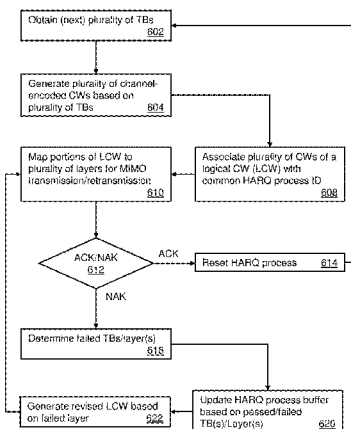 Obtain (next) plurality of TBs
602
Generate plurality of channel-
encoded CWs based on
plurality of TBs
604
Map portions of LCW to
plurality of layers for MIMO
transmission/retransmission
610
Associate plurality of CWs of a
logical CW (LCW) with
common HARQ process ID
608
ACK/NAK
612
ACK
Reset HARQ process 614
NAK
Determine failed TBs/layer(s)
616
Generate revised LCW based
on failed layer 622
Update HARQ process buffer
based on passed/failed
TB(s)/Layer(s) 620